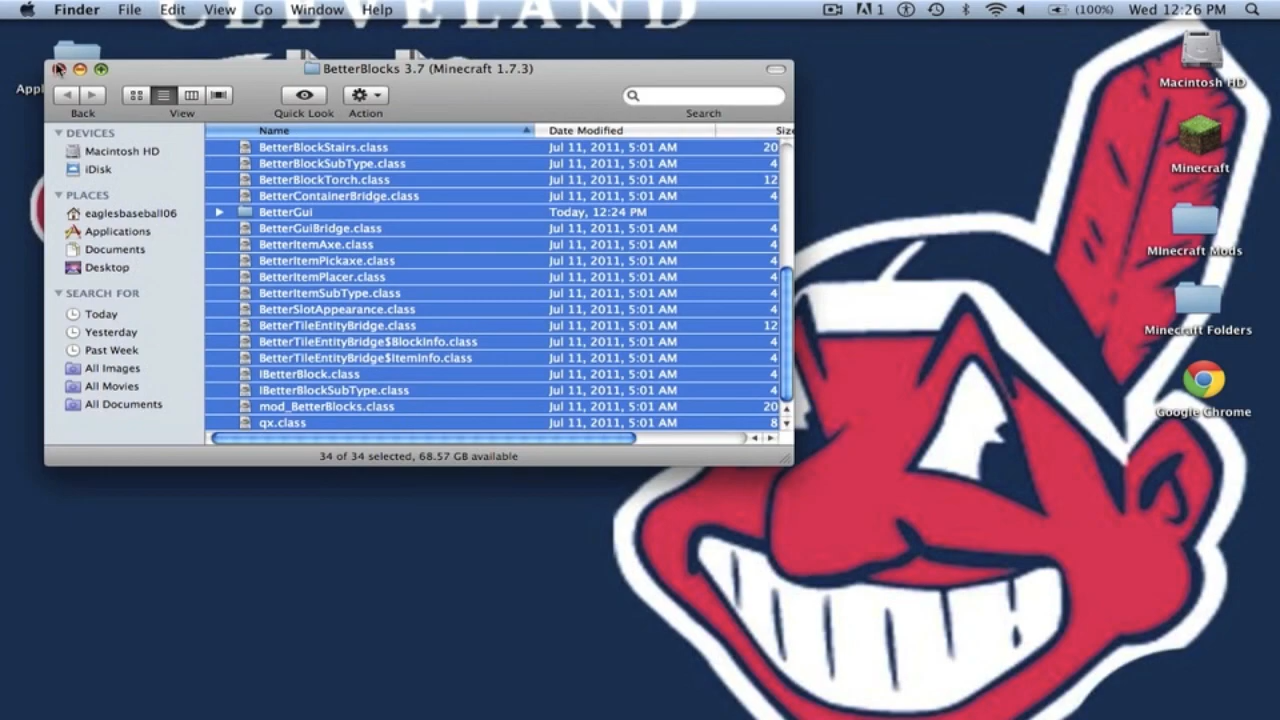 Finder File Edit View Go Window Help 1 (100%) Wed 12:26 PM
CLEVELAND
BetterBlocks 3.7 (Minecraft 1.7.3)
Back View Quick Look Action Search
DEVICES
Macintosh HD
iDisk
PLACES
eaglesbaseball06
Applications
Documents
Desktop
SEARCH FOR
Today
Yesterday
Past Week
All Images
All Movies
All Documents
Name Date Modified
BetterBlockStairs.class Jul 11, 2011, 5:01 AM 20
BetterBlockSubType.class Jul 11, 2011, 5:01 AM 4
BetterBlockTorch.class Jul 11, 2011, 5:01 AM 12
BetterContainerBridge.class Jul 11, 2011, 5:01 AM 4
BetterGui Today, 12:24 PM
BetterGuiBridge.class Jul 11, 2011, 5:01 AM 4
BetterItemAxe.class Jul 11, 2011, 5:01 AM 4
BetterItemPickaxe.class Jul 11, 2011, 5:01 AM 4
BetterItemPlacer.class Jul 11, 2011, 5:01 AM 4
BetterItemSubType.class Jul 11, 2011, 5:01 AM 4
BetterSlotAppearance.class Jul 11, 2011, 5:01 AM 4
BetterTileEntityBridge.class Jul 11, 2011, 5:01 AM 12
BetterTileEntityBridge$BlockInfo.class Jul 11, 2011, 5:01 AM 4
BetterTileEntityBridge$ItemInfo.class Jul 11, 2011, 5:01 AM 4
IBetterBlock.class Jul 11, 2011, 5:01 AM 4
IBetterBlockSubType.class Jul 11, 2011, 5:01 AM 4
mod_BetterBlocks.class Jul 11, 2011, 5:01 AM 20
qx.class Jul 11, 2011, 5:01 AM 8
34 of 34 selected, 68.57 GB available
Macintosh HD
Minecraft
MInecraft Mods
Minecraft Folders
Google Chrome